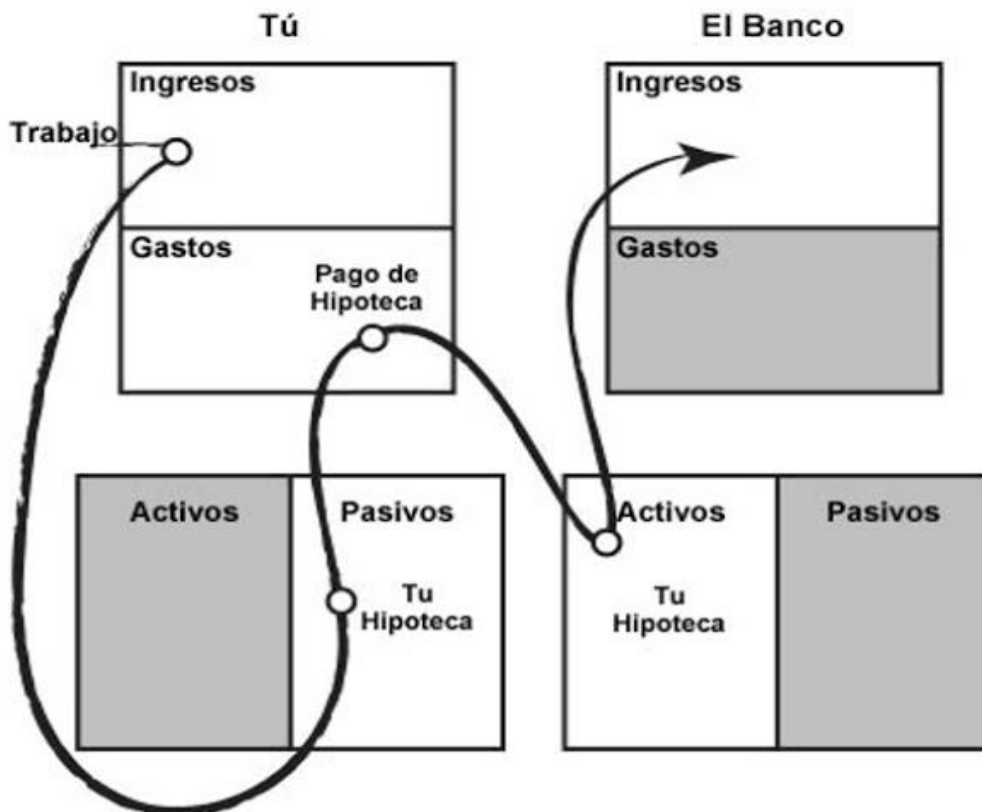 Tú
Ingresos
Trabajo
Gastos
Pago de
Hipoteca
Activos
Pasivos
Tu
Hipoteca
El Banco
Ingresos
Gastos
Activos
Pasivos
Tu
Hipoteca